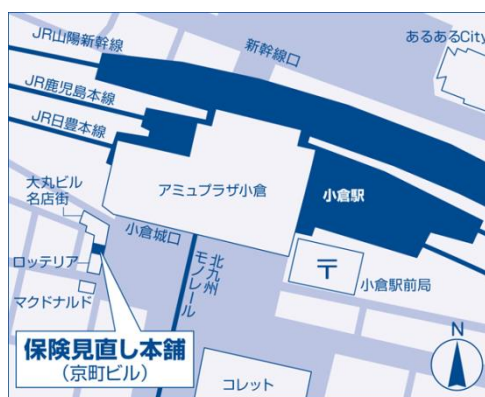 JR山陽新幹線
新幹線口
あるあるCity
JR鹿児島本線
JR日豊本線
大丸ビル
名店街
アミュプラザ小倉
小倉駅
小倉城口
北九州
モノレール
ロッテリア
〒
小倉駅前局
マクドナルド
保険見直し本舗
(京町ビル)
コレット
N